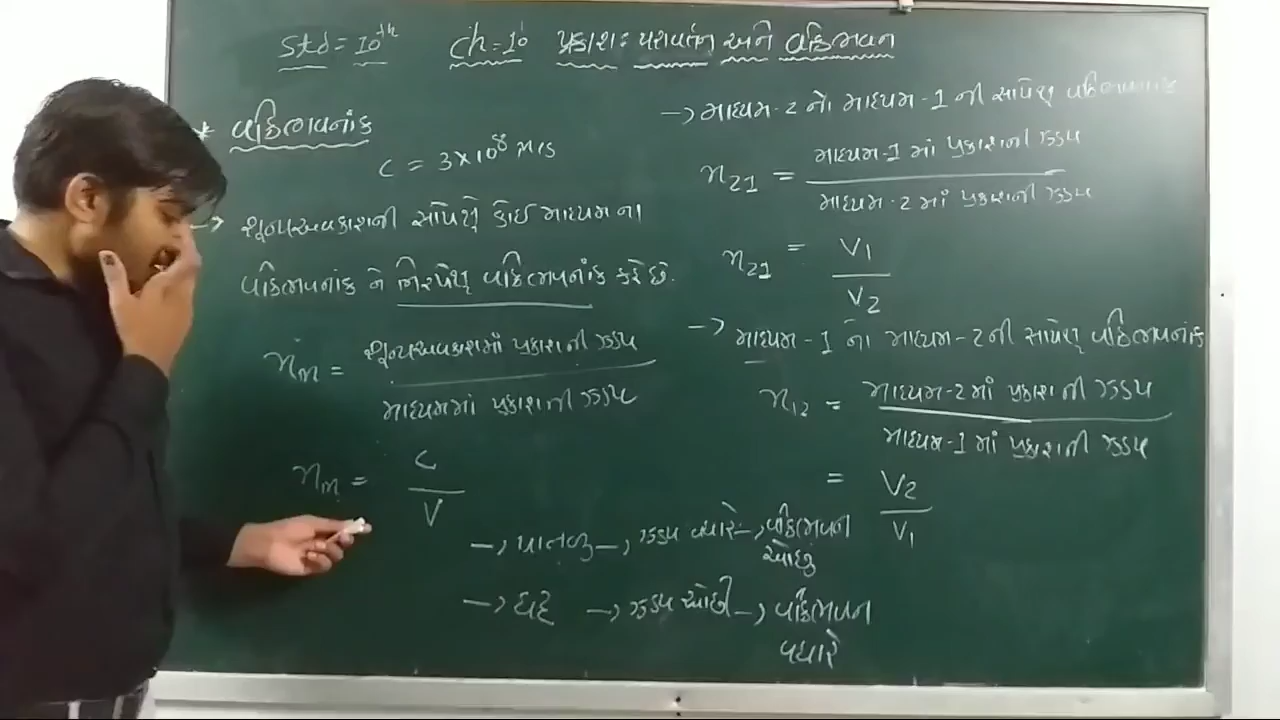 Std = 10th Ch-10 પ્રકાશ: પરાવર્તન અને વક્રિભવન
* વક્રિભવનાંક
C = 3×10⁸ m/s
→ શૂન્યઅવકાશની સાપેક્ષે કોઈ માધ્યમના
વક્રિભવનાંક ને નિરપેક્ષ વક્રિભવનાંક કહે છે.
nm = શૂન્યઅવકાશમાં પ્રકાશની ઝડપ
માધ્યમમાં પ્રકાશની ઝડપ
nm = C
V
→ માધ્યમ-2 નો માધ્યમ-1 ની સાપેક્ષ વક્રિભવનાંક
n21 = માધ્યમ-1 માં પ્રકાશની ઝડપ
માધ્યમ-2 માં પ્રકાશની ઝડપ
n21 = V1
V2
→ માધ્યમ-1 નો માધ્યમ-2ની સાપેક્ષ વક્રિભવનાંક
n12 = માધ્યમ-2માં પ્રકાશની ઝડપ
માધ્યમ-1 માં પ્રકાશની ઝડપ
= V2
V1
→ પાતળુ → ઝડપ વધારે → વક્રિભવન
ઓછું
→ ઘટ્ટ → ઝડપ ઓછી → વક્રિભવન
વધારે